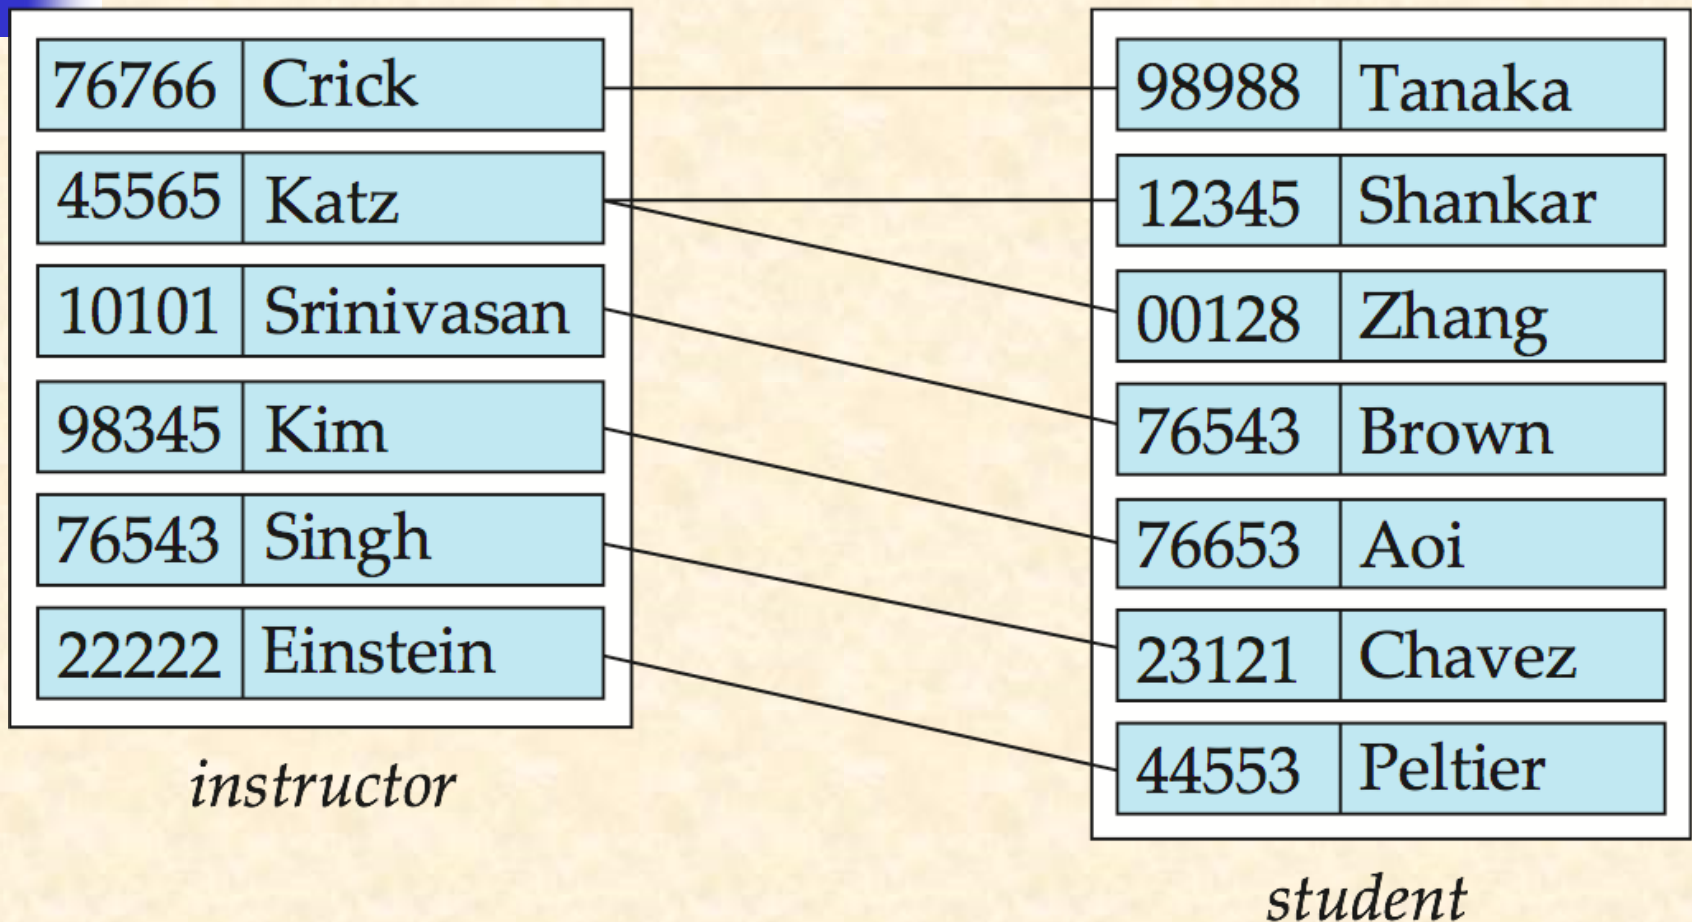 76766 Crick
45565 Katz
10101 Srinivasan
98345 Kim
76543 Singh
22222 Einstein
instructor
98988 Tanaka
12345 Shankar
00128 Zhang
76543 Brown
76653 Aoi
23121 Chavez
44553 Peltier
student